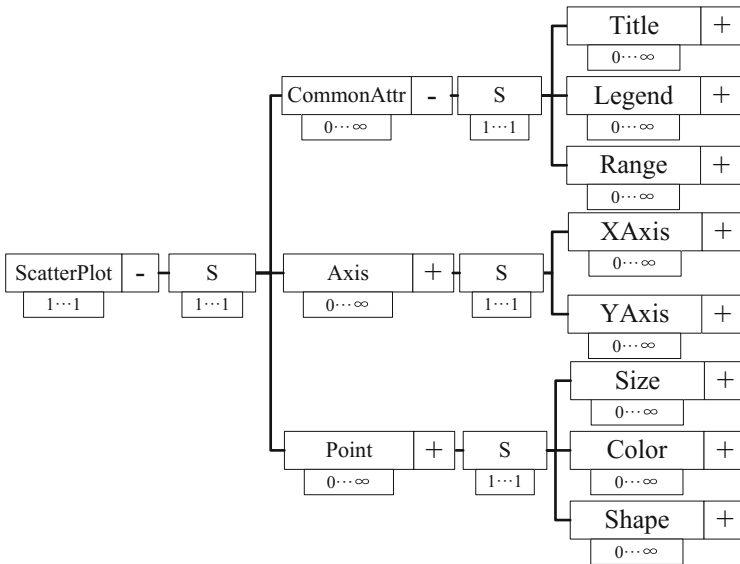 Title +
0···∞
CommonAttr - S
0···∞ 1···1
Legend +
0···∞
Range +
0···∞
ScatterPlot - S
1···1 1···1
Axis + S
0···∞ 1···1
XAxis +
0···∞
YAxis +
0···∞
Point + S
0···∞ 1···1
Size +
0···∞
Color +
0···∞
Shape +
0···∞